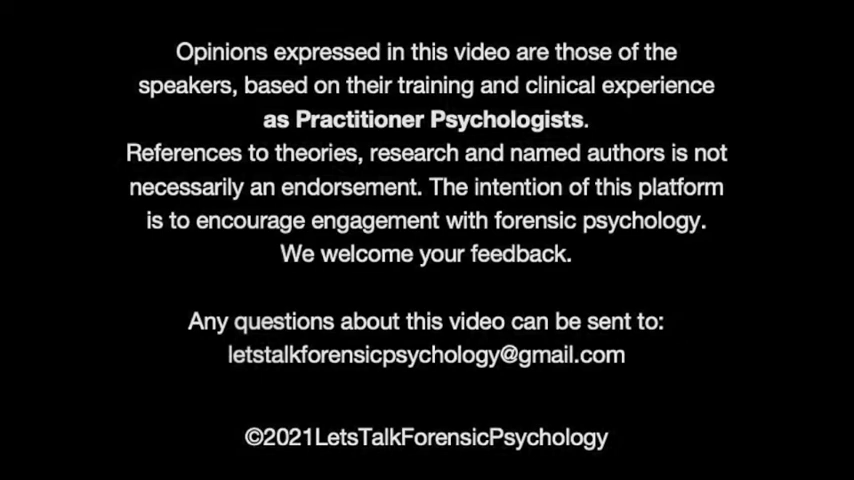 Opinions expressed in this video are those of the
speakers, based on their training and clinical experience
as Practitioner Psychologists.
References to theories, research and named authors is not
necessarily an endorsement. The intention of this platform
is to encourage engagement with forensic psychology.
We welcome your feedback.
Any questions about this video can be sent to:
letstalkforensicpsychology@gmail.com
©2021LetsTalkForensicPsychology